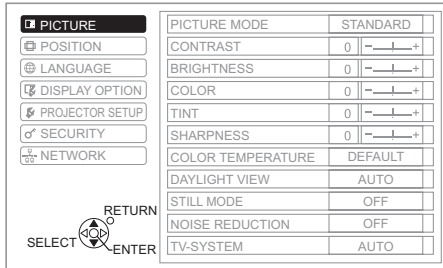 PICTURE
POSITION
LANGUAGE
DISPLAY OPTION
PROJECTOR SETUP
SECURITY
NETWORK
RETURN
SELECT
ENTER
PICTURE MODE STANDARD
CONTRAST 0 - +
BRIGHTNESS 0 - +
COLOR 0 - +
TINT 0 - +
SHARPNESS 0 - +
COLOR TEMPERATURE DEFAULT
DAYLIGHT VIEW AUTO
STILL MODE OFF
NOISE REDUCTION OFF
TV-SYSTEM AUTO